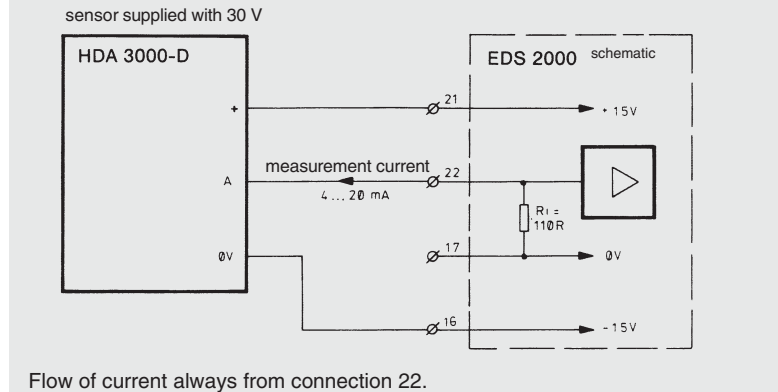 sensor supplied with 30 V
HDA 3000-D
EDS 2000 schematic
+ 21 + 15V
measurement current
A 22
4 ... 20 mA
RI =
110R
0V 17 0V
16 -15V
Flow of current always from connection 22.